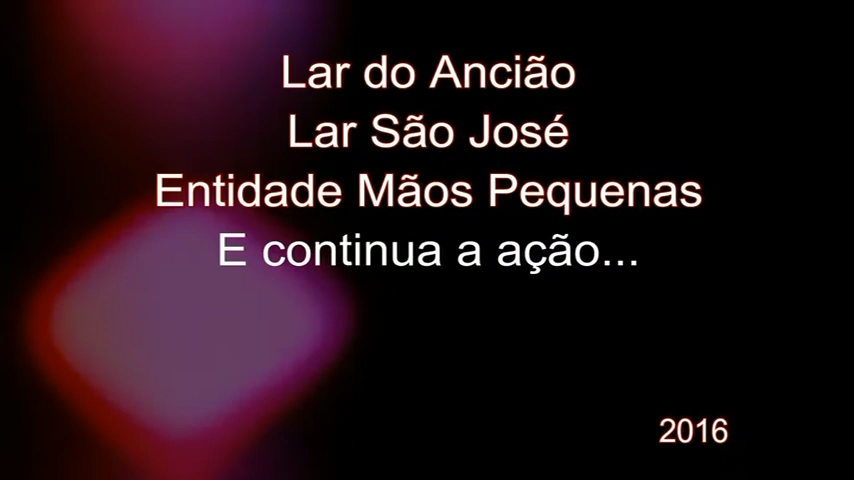 Lar do Ancião
Lar São José
Entidade Mãos Pequenas
E continua a ação...
2016